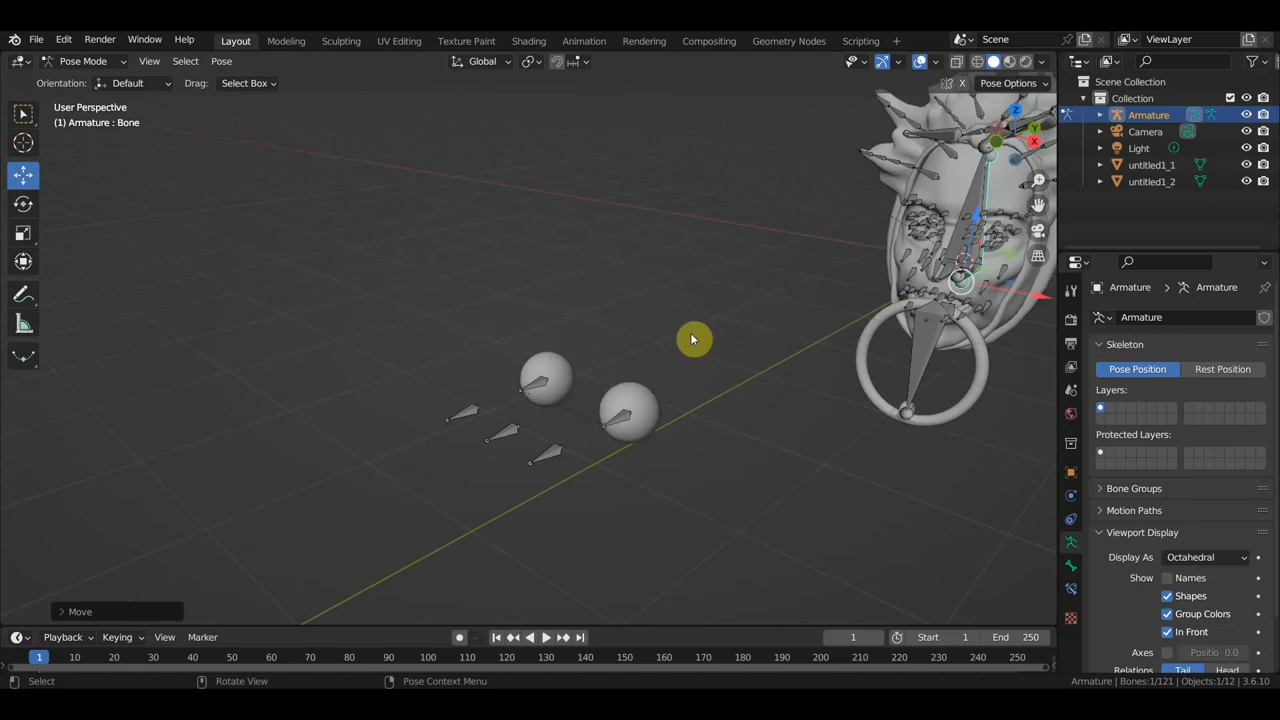 File Edit Render Window Help Layout Modeling Sculpting UV Editing Texture Paint Shading Animation Rendering Compositing Geometry Nodes Scripting + Scene ViewLayer
Pose Mode View Select Pose Global
Orientation: Default Drag: Select Box X Pose Options
User Perspective
(1) Armature : Bone
Z
Y
X
Scene Collection
Collection
Armature
Camera
Light
untitled1_1
untitled1_2
Armature > Armature
Armature
Skeleton
Pose Position Rest Position
Layers:
Protected Layers:
Bone Groups
Motion Paths
Viewport Display
Display As Octahedral
Show Names
Shapes
Group Colors
In Front
Axes Positio 0.0
Relations Tail Head
> Move
Playback Keying View Marker 1 Start 1 End 250
1 10 20 30 40 50 60 70 80 90 100 110 120 130 140 150 160 170 180 190 200 210 220 230 240 250
Select Rotate View Pose Context Menu Armature | Bones:1/121 | Objects:1/12 | 3.6.10